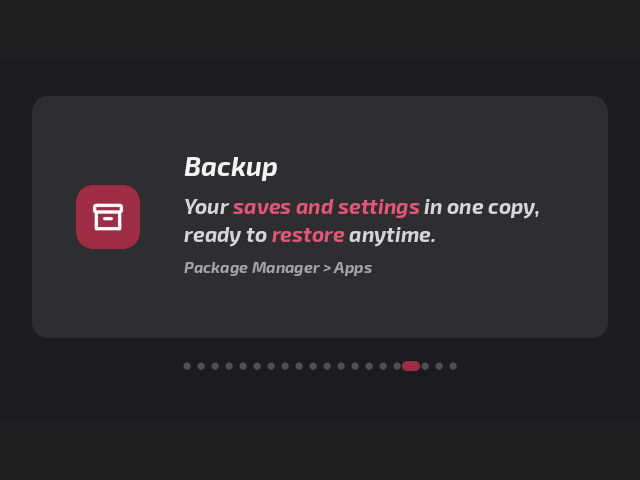 Backup
Your saves and settings in one copy,
ready to restore anytime.
Package Manager > Apps